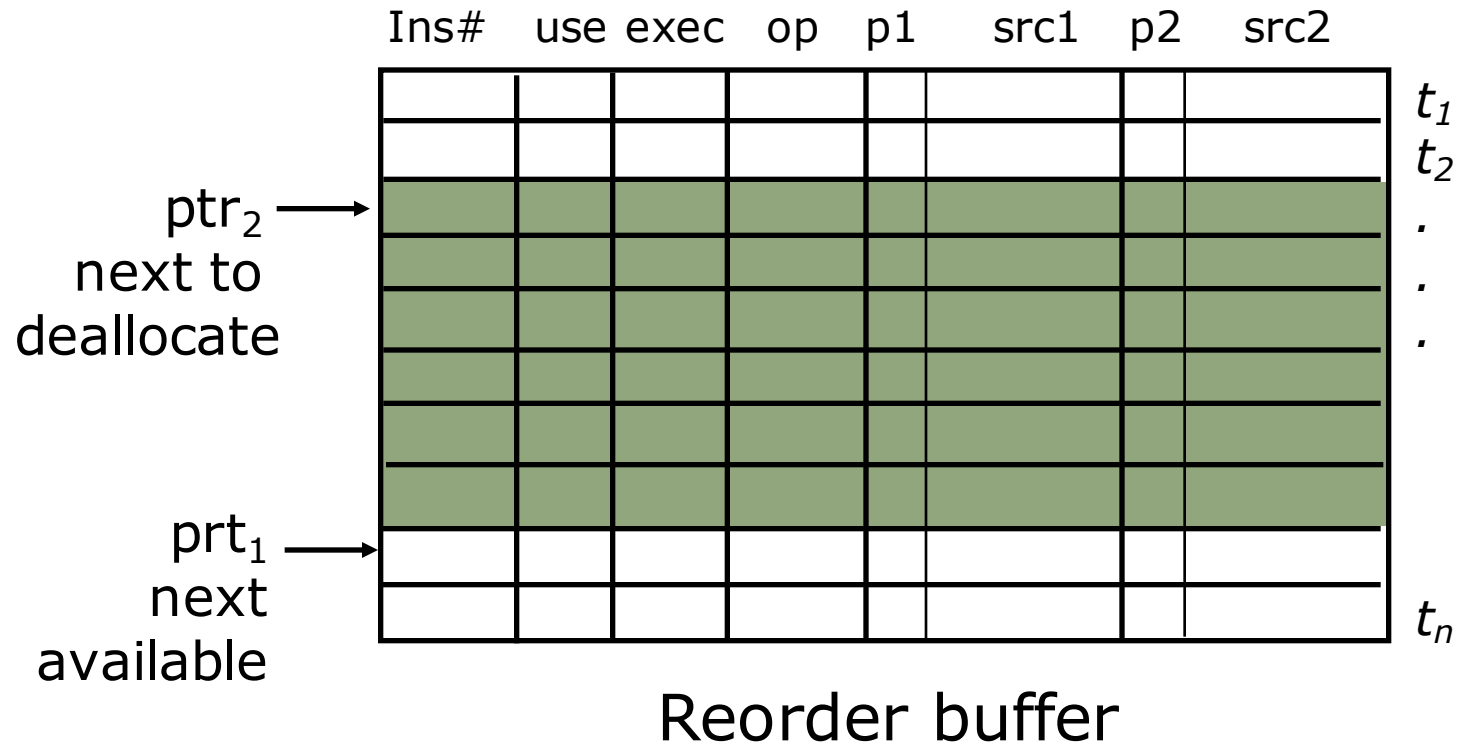 Ins# use exec op p1 src1 p2 src2
t₁
t₂
ptr₂
next to
deallocate
.
.
.
prt₁
next
available
tₙ
Reorder buffer